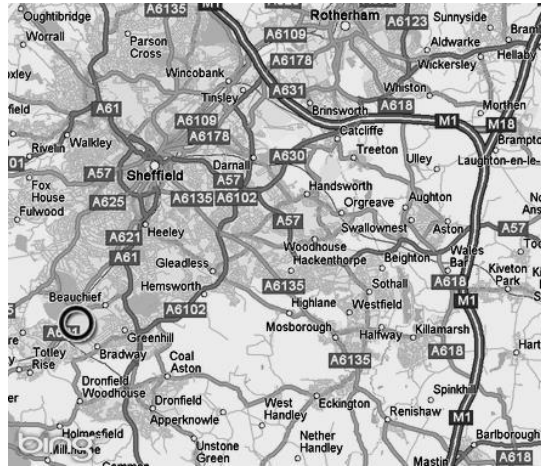 Oughtibridge
A6135
M1
Rotherham
A6123
Sunnyside
Worrall
Parson
Cross
A6109
Aldwarke
Wickersley
Hellaby
Wincobank
A6178
Tinsley
A631
Whiston
A61
A6109
Brinsworth
A618
Morthen
Rivelin
Walkley
A6178
M1
M18
Catcliffe
Brampton
Darnall
A630
Treeton
Ulley
Laughton-en-le-
A57
Sheffield
A57
Fox
House
A625
A6135
A6102
Handsworth
Aughton
Fulwood
Orgreave
A621
Heeley
A57
Swallownest
Aston
A57
A61
Woodhouse
Wales
Bar
Gleadless
Hackenthorpe
Beighton
Kiveton
Park
A618
Hemsworth
A6135
Sothall
M1
Beauchief
A6102
Highlane
Westfield
Mosborough
Halfway
Killamarsh
Greenhill
Totley
Rise
Bradway
Coal
Aston
A6135
A618
Dronfield
Woodhouse
Spinkhill
Dronfield
West
Handley
Eckington
Renishaw
M1
Apperknowle
bing
Holmesfield
Unstone
Green
Nether
Handley
Barlborough
A618